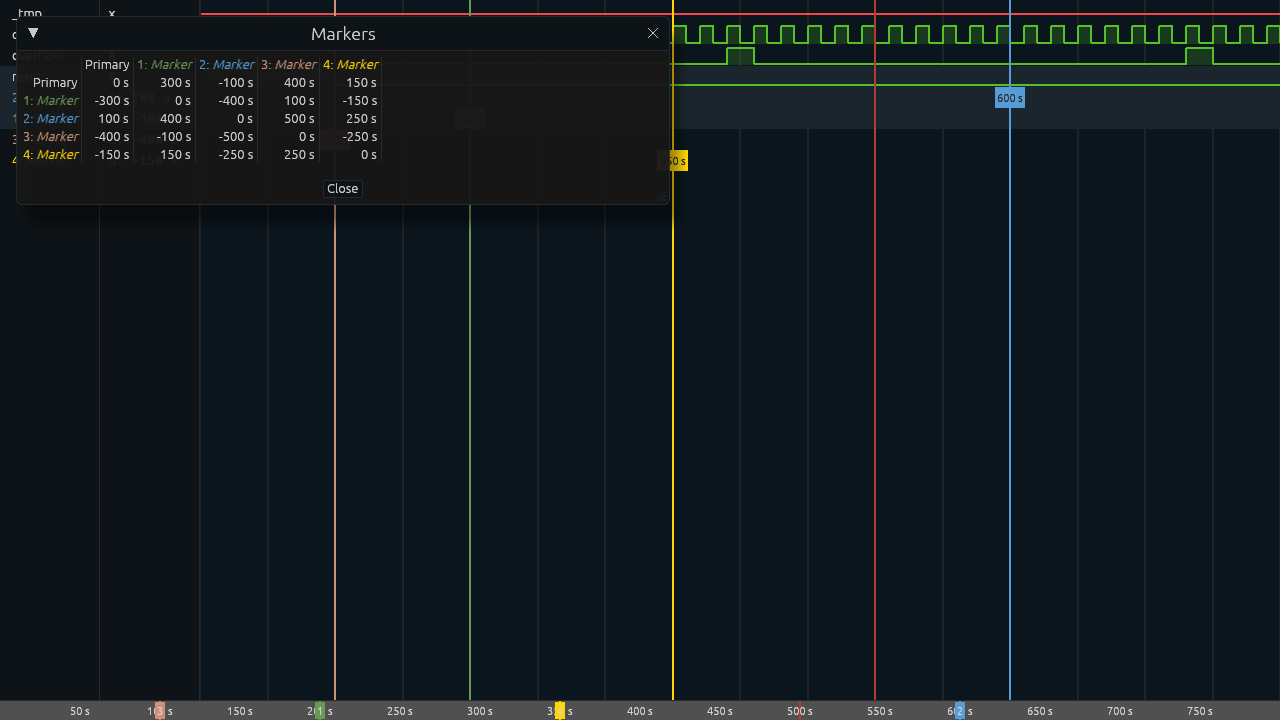 _tmp x
Markers
Primary 1: Marker 2: Marker 3: Marker 4: Marker
Primary 0 s 300 s -100 s 400 s 150 s
1: Marker -300 s 0 s -400 s 100 s -150 s
2: Marker 100 s 400 s 0 s 500 s 250 s
3: Marker -400 s -100 s -500 s 0 s -250 s
4: Marker -150 s 150 s -250 s 250 s 0 s
Close
600 s
50 s 3 s 150 s 1 s 250 s 300 s s 400 s 450 s 500 s 550 s 2 s 650 s 700 s 750 s